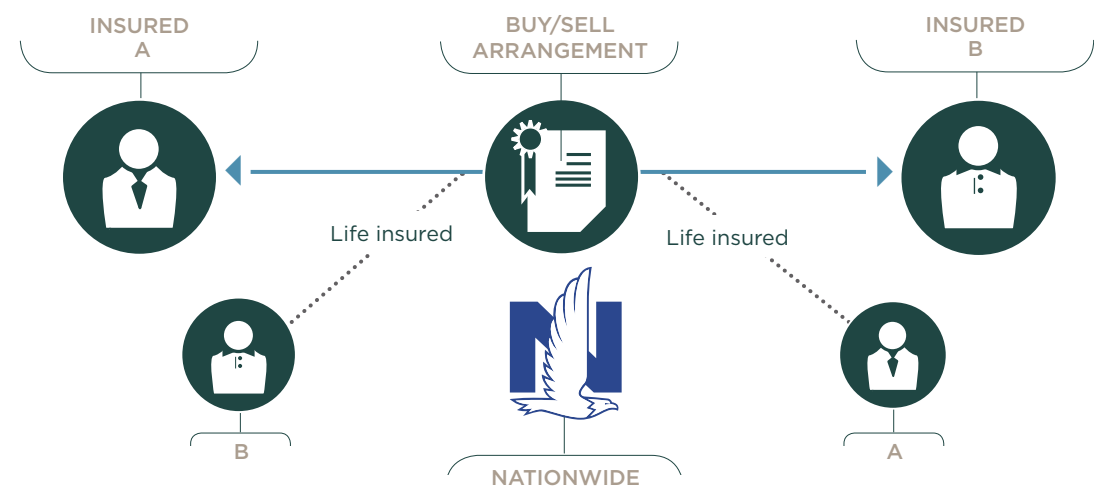 INSURED
A
BUY/SELL
ARRANGEMENT
INSURED
B
Life insured
Life insured
B
A
NATIONWIDE